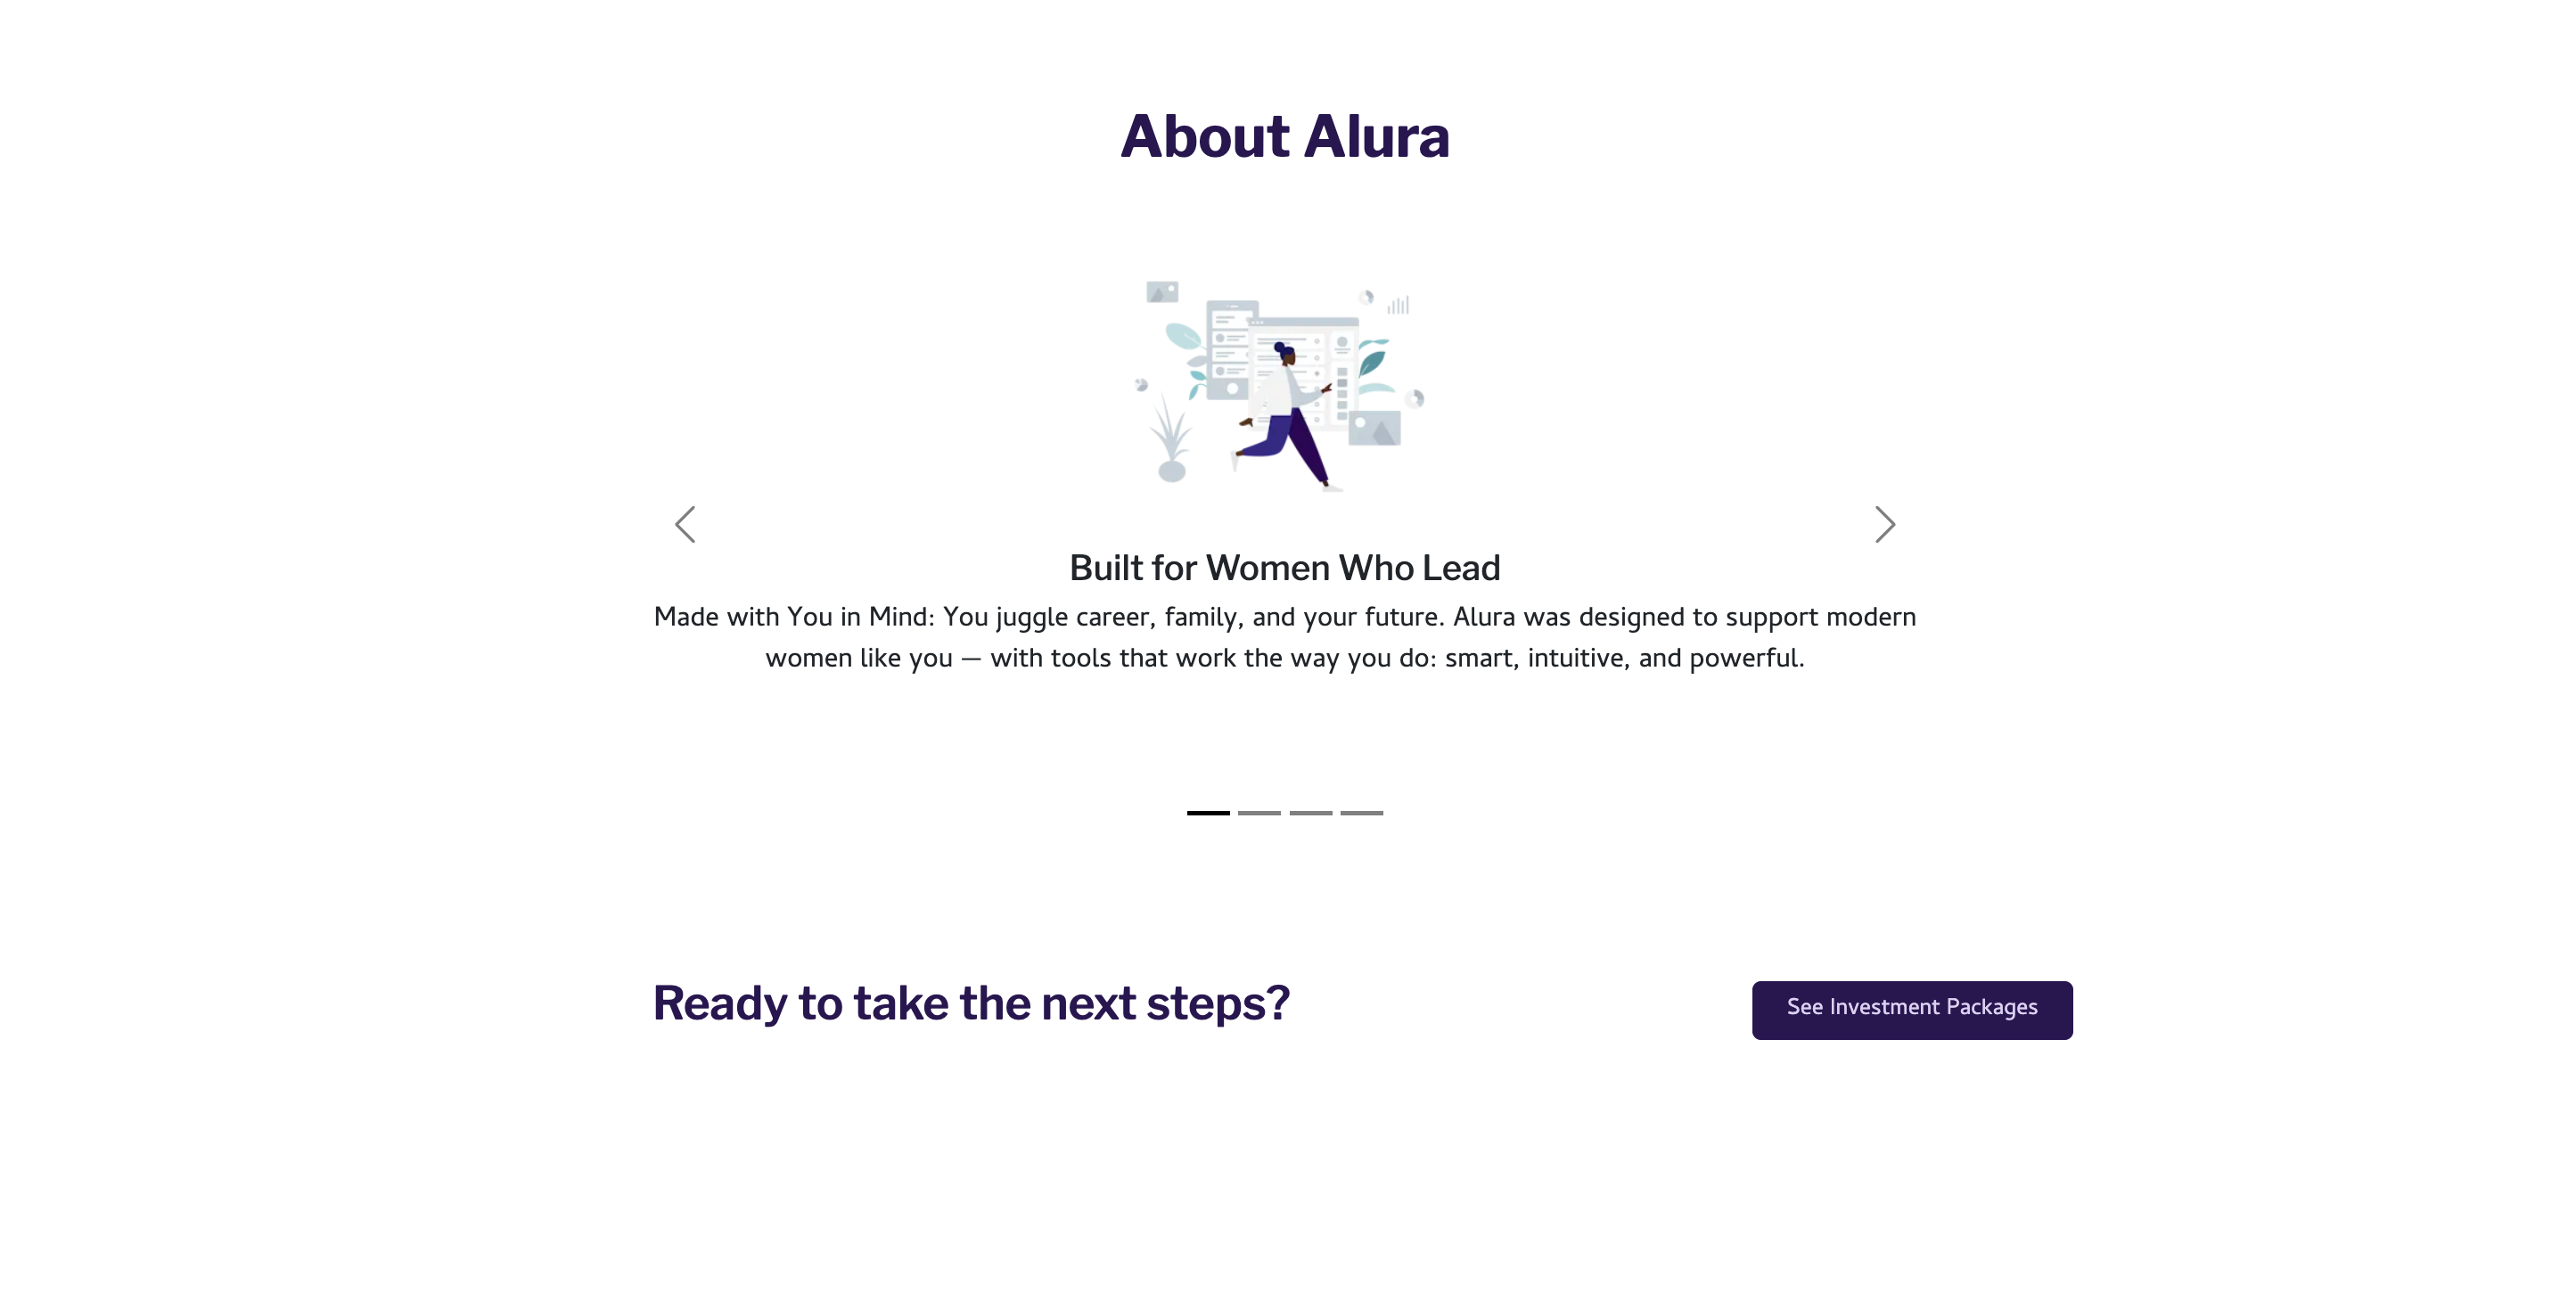 About Alura
Built for Women Who Lead
Made with You in Mind: You juggle career, family, and your future. Alura was designed to support modern
women like you — with tools that work the way you do: smart, intuitive, and powerful.
Ready to take the next steps?
See Investment Packages